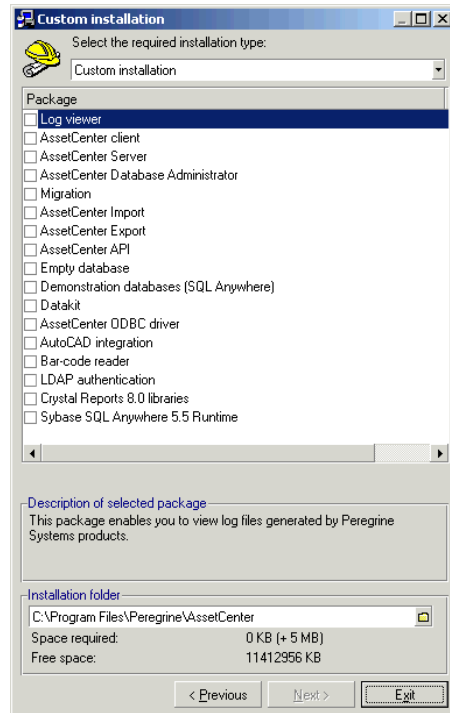 Custom installation
Select the required installation type:
Custom installation
Package
Log viewer
AssetCenter client
AssetCenter Server
AssetCenter Database Administrator
Migration
AssetCenter Import
AssetCenter Export
AssetCenter API
Empty database
Demonstration databases (SQL Anywhere)
Datakit
AssetCenter ODBC driver
AutoCAD integration
Bar-code reader
LDAP authentication
Crystal Reports 8.0 libraries
Sybase SQL Anywhere 5.5 Runtime
Description of selected package
This package enables you to view log files generated by Peregrine
Systems products.
Installation folder
C:\Program Files\Peregrine\AssetCenter
Space required: 0 KB (+ 5 MB)
Free space: 11412956 KB
< Previous Next > Exit